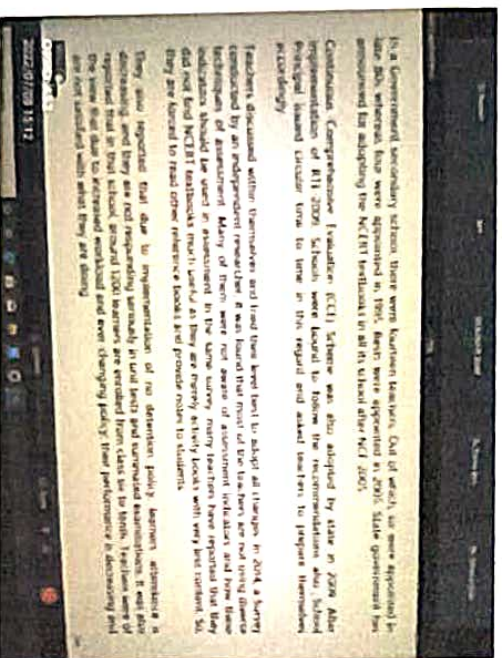 In a Government secondary school, there were fourteen teachers. Out of which, six were appointed in
late 80s, whereas four were appointed in 1995. Rests were appointed in 2005. State government has
announced for adopting the NCERT textbooks in all its school after NCF 2005.
Continuous Comprehensive Evaluation (CCE) Scheme was also adopted by state in 2009. After
implementation of RTE 2009, Schools were bound to follow the recommendations also, School
Principal issued circular time to time in this regard and asked teachers to prepare themselves
accordingly.
Teachers discussed within themselves and tried their level best to adopt all changes. In 2014, a survey
conducted by an independent researcher it was found that most of the teachers are not using diverse
techniques of assessment. Many of them were not aware of assessment indicators and how these
indicators should be used in assessment. In the same survey, many teachers have reported that they
did not find NCERT textbooks much useful as they are merely activity books with very less content. So,
they are forced to read other reference books and provide notes to students.
They also reported that due to implementation of no detention policy, learners attendance is
decreasing and they are not responding seriously in unit tests and summated examinations. It was also
reported that in this school, around 1200 learners are enrolled from class six to tenth. Teachers were of
the view that due to increased workload and ever changing policy, their performance is decreasing and
are not satisfied with what they are doing.
15:12